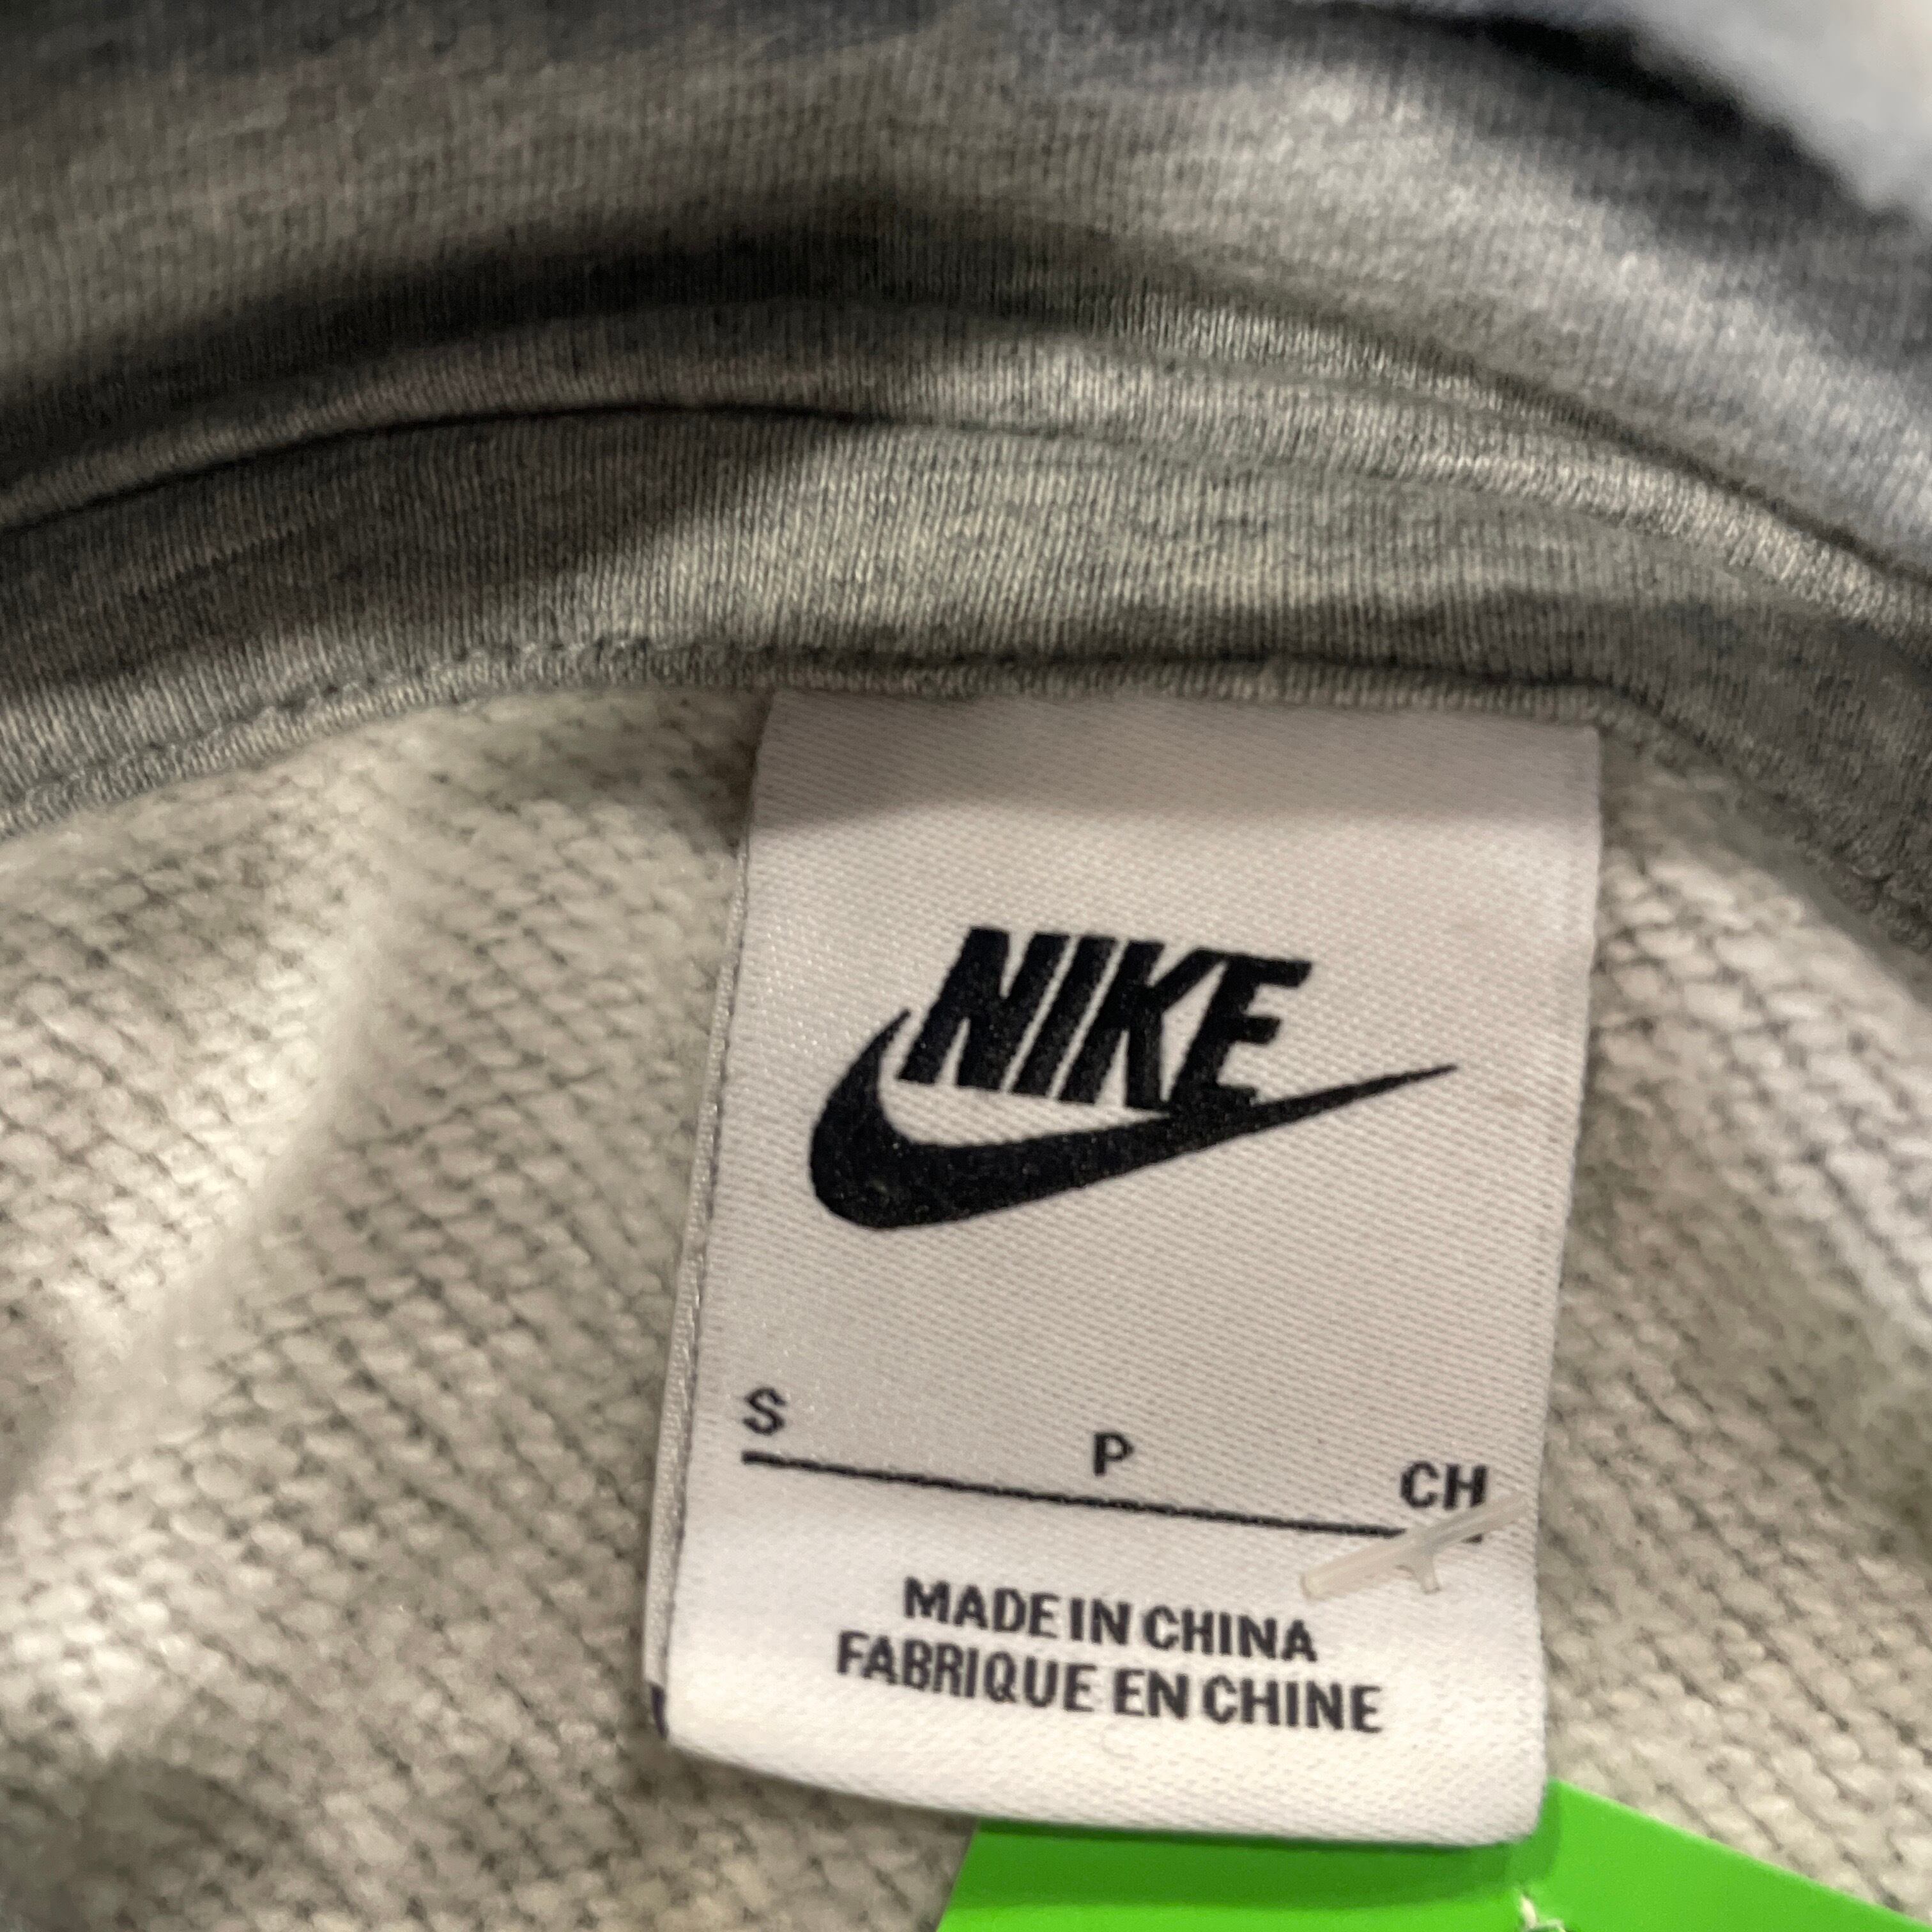 NIKE
S P CH
MADE IN CHINA
FABRIQUE EN CHINE